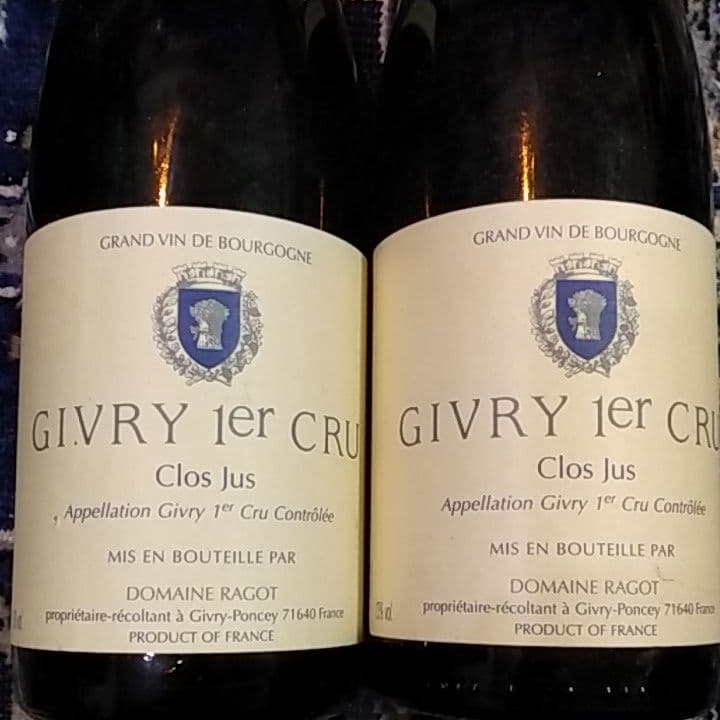 GRAND VIN DE BOURGOGNE
GIVRY 1er CRU
Clos Jus
Appellation Givry 1er Cru Contrôlée
MIS EN BOUTEILLE PAR
DOMAINE RAGOT
propriétaire-récoltant à Givry-Poncey 71640 France
PRODUCT OF FRANCE
GRAND VIN DE BOURGOGNE
GIVRY 1er CRU
Clos Jus
Appellation Givry 1er Cru Contrôlée
MIS EN BOUTEILLE PAR
DOMAINE RAGOT
propriétaire-récoltant à Givry-Poncey 71640 France
PRODUCT OF FRANCE